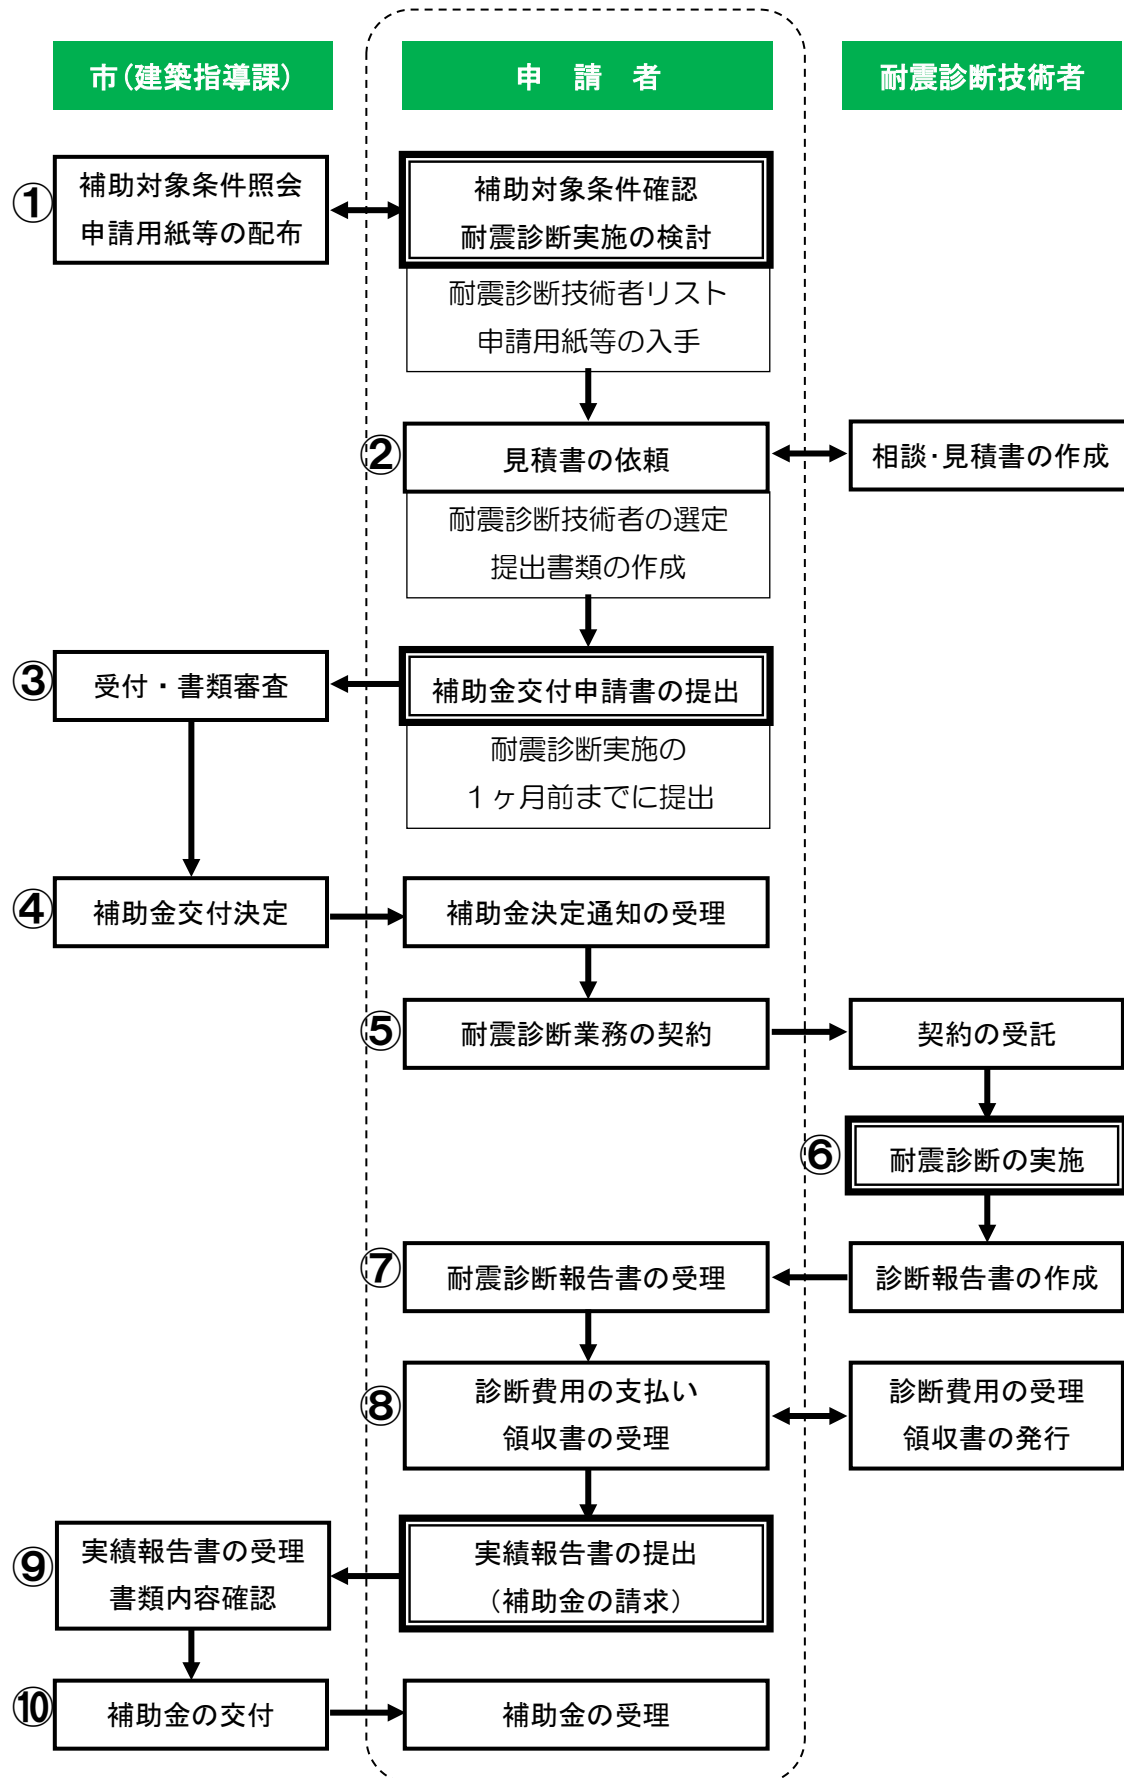 市(建築指導課)
申 請 者
耐震診断技術者
①
補助対象条件照会
申請用紙等の配布
補助対象条件確認
耐震診断実施の検討
耐震診断技術者リスト
申請用紙等の入手
②
見積書の依頼
相談・見積書の作成
耐震診断技術者の選定
提出書類の作成
③
受付・書類審査
補助金交付申請書の提出
耐震診断実施の
１ヶ月前までに提出
④
補助金交付決定
補助金決定通知の受理
⑤
耐震診断業務の契約
契約の受託
⑥
耐震診断の実施
⑦
耐震診断報告書の受理
診断報告書の作成
⑧
診断費用の支払い
領収書の受理
診断費用の受理
領収書の発行
⑨
実績報告書の受理
書類内容確認
実績報告書の提出
（補助金の請求）
⑩
補助金の交付
補助金の受理